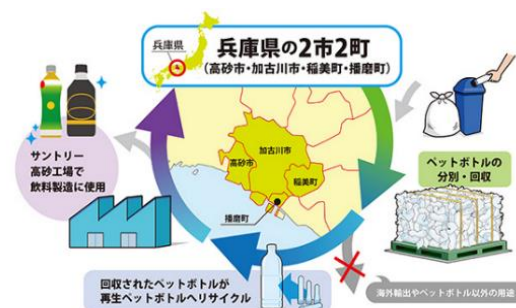 兵庫県
兵庫県の2市2町
(高砂市・加古川市・稲美町・播磨町)
サントリー
高砂工場で
飲料製造に使用
加古川市
高砂市
稲美町
播磨町
ペットボトルの
分別・回収
回収されたペットボトルが
再生ペットボトルへリサイクル
海外輸出やペットボトル以外の用途